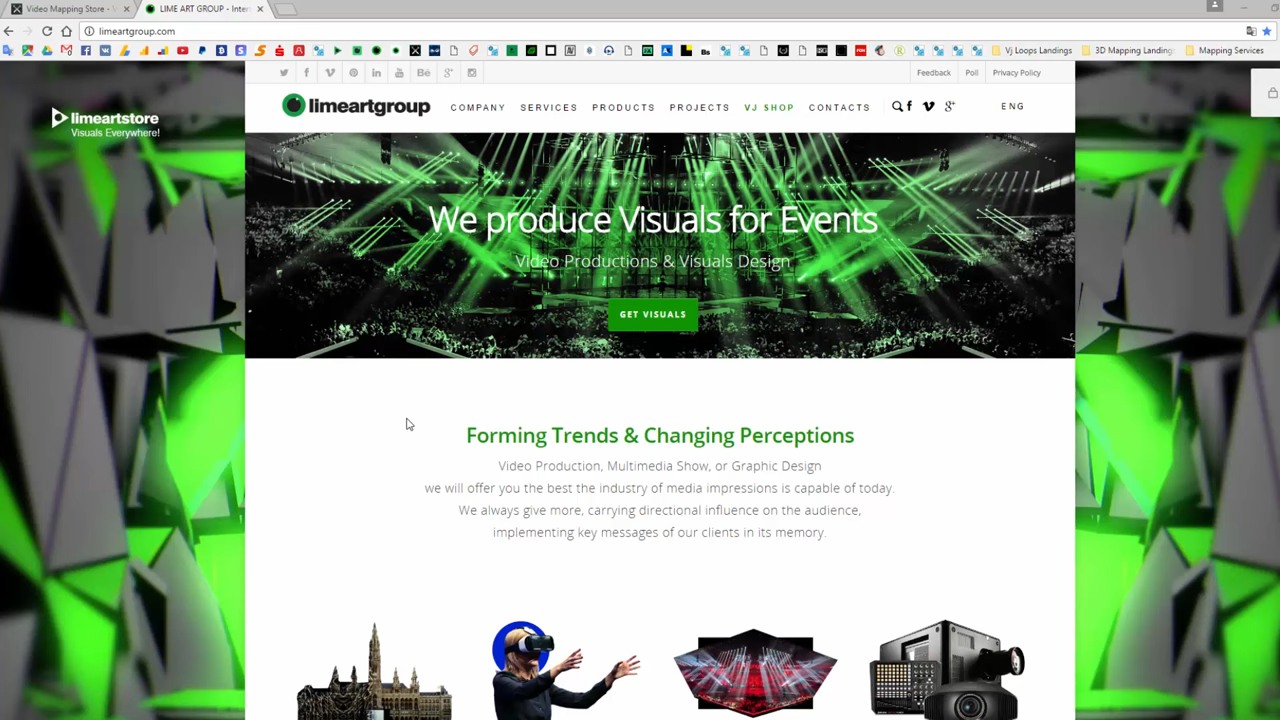 Video Mapping Store - V
LIME ART GROUP - Intern
limeartgroup.com
Vj Loops Landings
3D Mapping Landing
Mapping Services
Feedback
Poll
Privacy Policy
limeartstore
Visuals Everywhere!
limeartgroup
COMPANY
SERVICES
PRODUCTS
PROJECTS
VJ SHOP
CONTACTS
ENG
We produce Visuals for Events
Video Productions & Visuals Design
GET VISUALS
Forming Trends & Changing Perceptions
Video Production, Multimedia Show, or Graphic Design
we will offer you the best the industry of media impressions is capable of today.
We always give more, carrying directional influence on the audience,
implementing key messages of our clients in its memory.